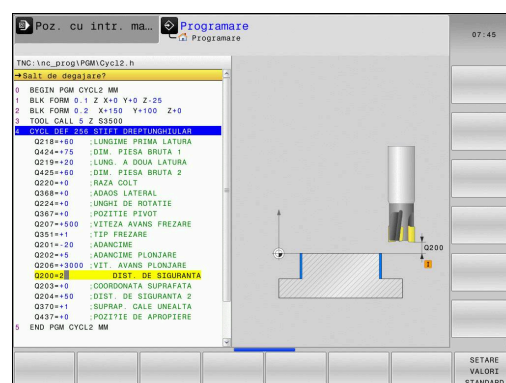 Poz. cu intr. ma…
Programare
Programare
07:45
TNC:\nc_prog\PGM\Cycl2.h
→Salt de degajare?
0 BEGIN PGM CYCL2 MM
1 BLK FORM 0.1 Z X+0 Y+0 Z-25
2 BLK FORM 0.2 X+150 Y+100 Z+0
3 TOOL CALL 5 Z S3500
4 CYCL DEF 256 STIFT DREPTUNGHIULAR
Q218=+60 ;LUNGIME PRIMA LATURA
Q424=+75 ;DIM. PIESA BRUTA 1
Q219=+20 ;LUNG. A DOUA LATURA
Q425=+60 ;DIM. PIESA BRUTA 2
Q220=+0 ;RAZA COLT
Q368=+0 ;ADAOS LATERAL
Q224=+0 ;UNGHI DE ROTATIE
Q367=+0 ;POZITIE PIVOT
Q207=+500 ;VITEZA AVANS FREZARE
Q351=+1 ;TIP FREZARE
Q201=-20 ;ADANCIME
Q202=+5 ;ADANCIME PLONJARE
Q206=+3000 ;VIT. AVANS PLONJARE
Q200=2 DIST. DE SIGURANTA
Q203=+0 ;COORDONATA SUPRAFATA
Q204=+50 ;DIST. DE SIGURANTA 2
Q370=+1 ;SUPRAP. CALE UNEALTA
Q437=+0 ;POZI?IE DE APROPIERE
5 END PGM CYCL2 MM
Q200
I
SETARE
VALORI
STANDARD